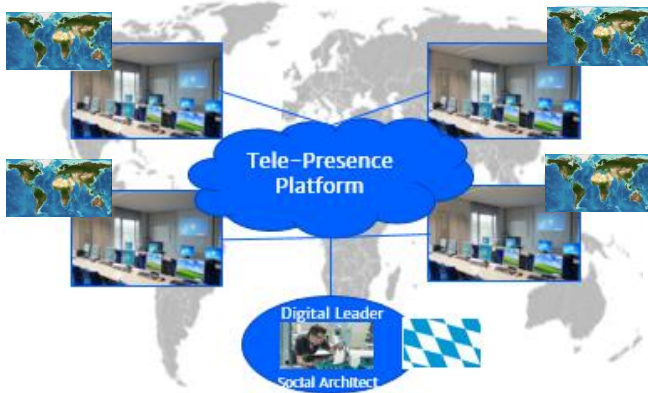 Tele-Presence
Platform
Digital Leader
Social Architect